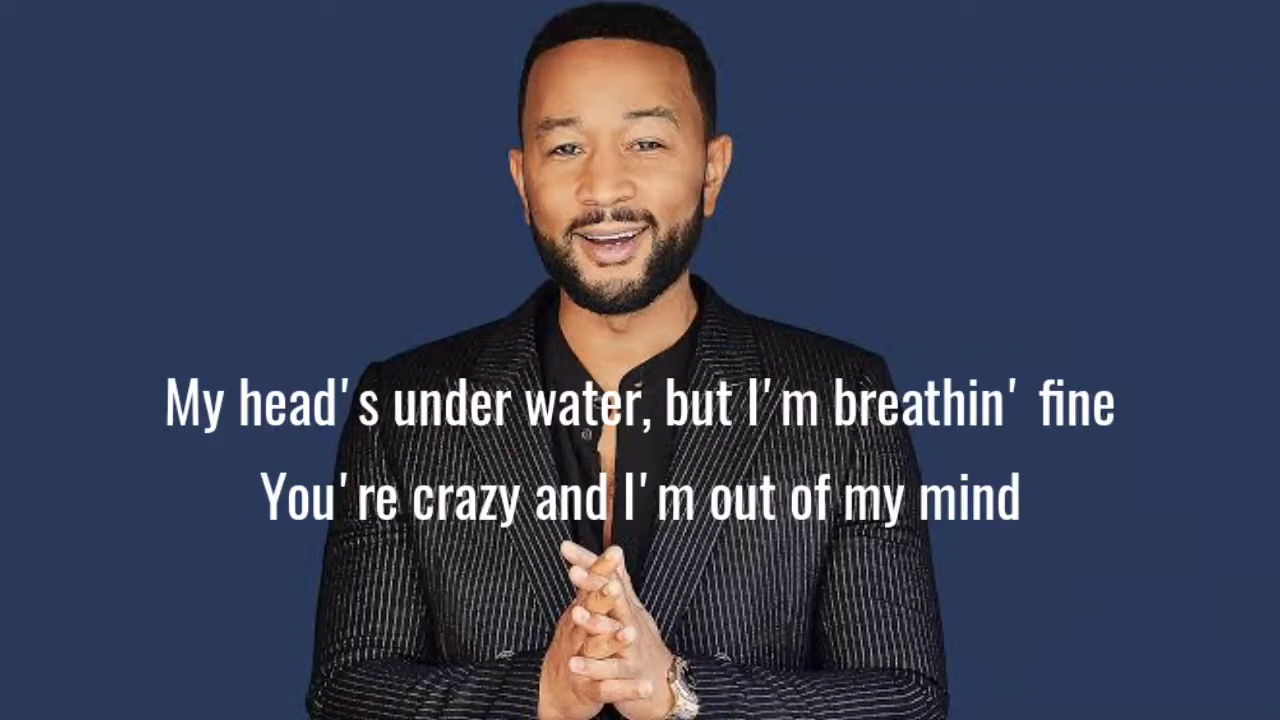 My head's under water, but I'm breathin' fine
You're crazy and I'm out of my mind